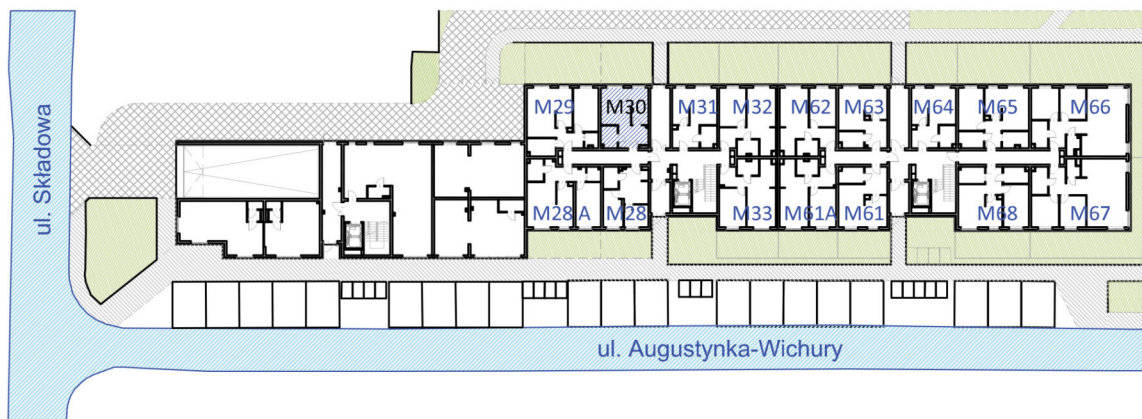 ul. Składowa
M29 M30 M31 M32 M62 M63 M64 M65 M66
M28 A M28 M33 M61A M61 M68 M67
ul. Augustynka-Wichury